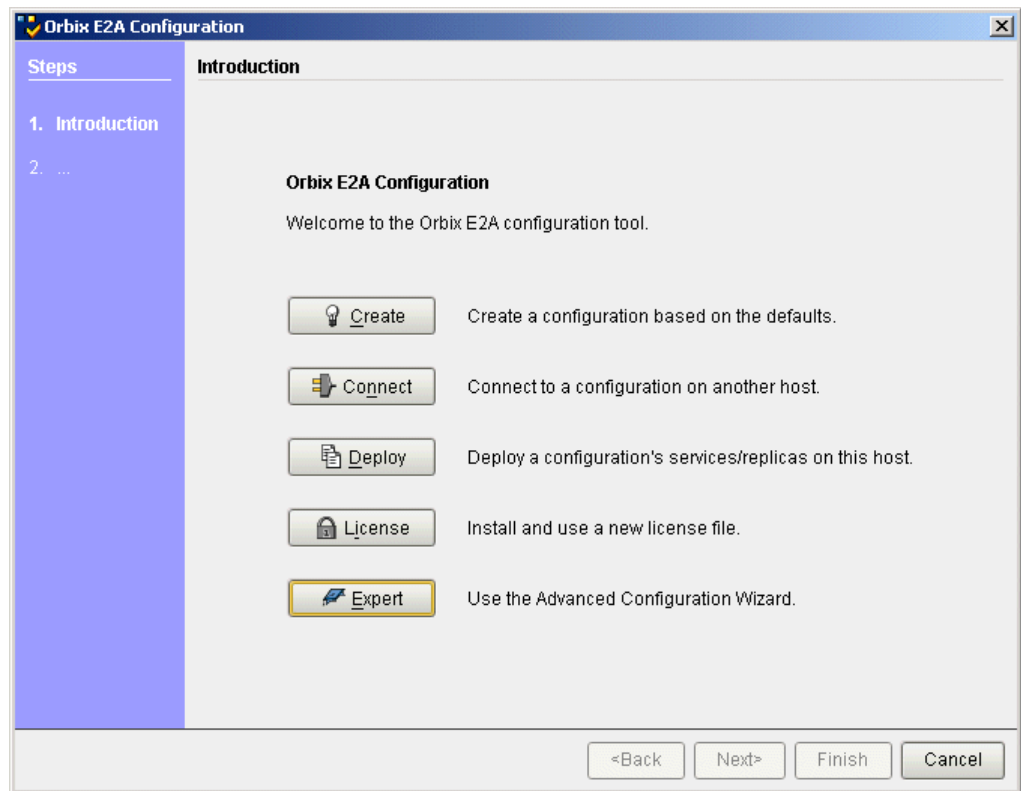 Orbix E2A Configuration
Steps
Introduction
1. Introduction
2. ...
Orbix E2A Configuration
Welcome to the Orbix E2A configuration tool.
Create Create a configuration based on the defaults.
Connect Connect to a configuration on another host.
Deploy Deploy a configuration's services/replicas on this host.
License Install and use a new license file.
Expert Use the Advanced Configuration Wizard.
<Back Next> Finish Cancel